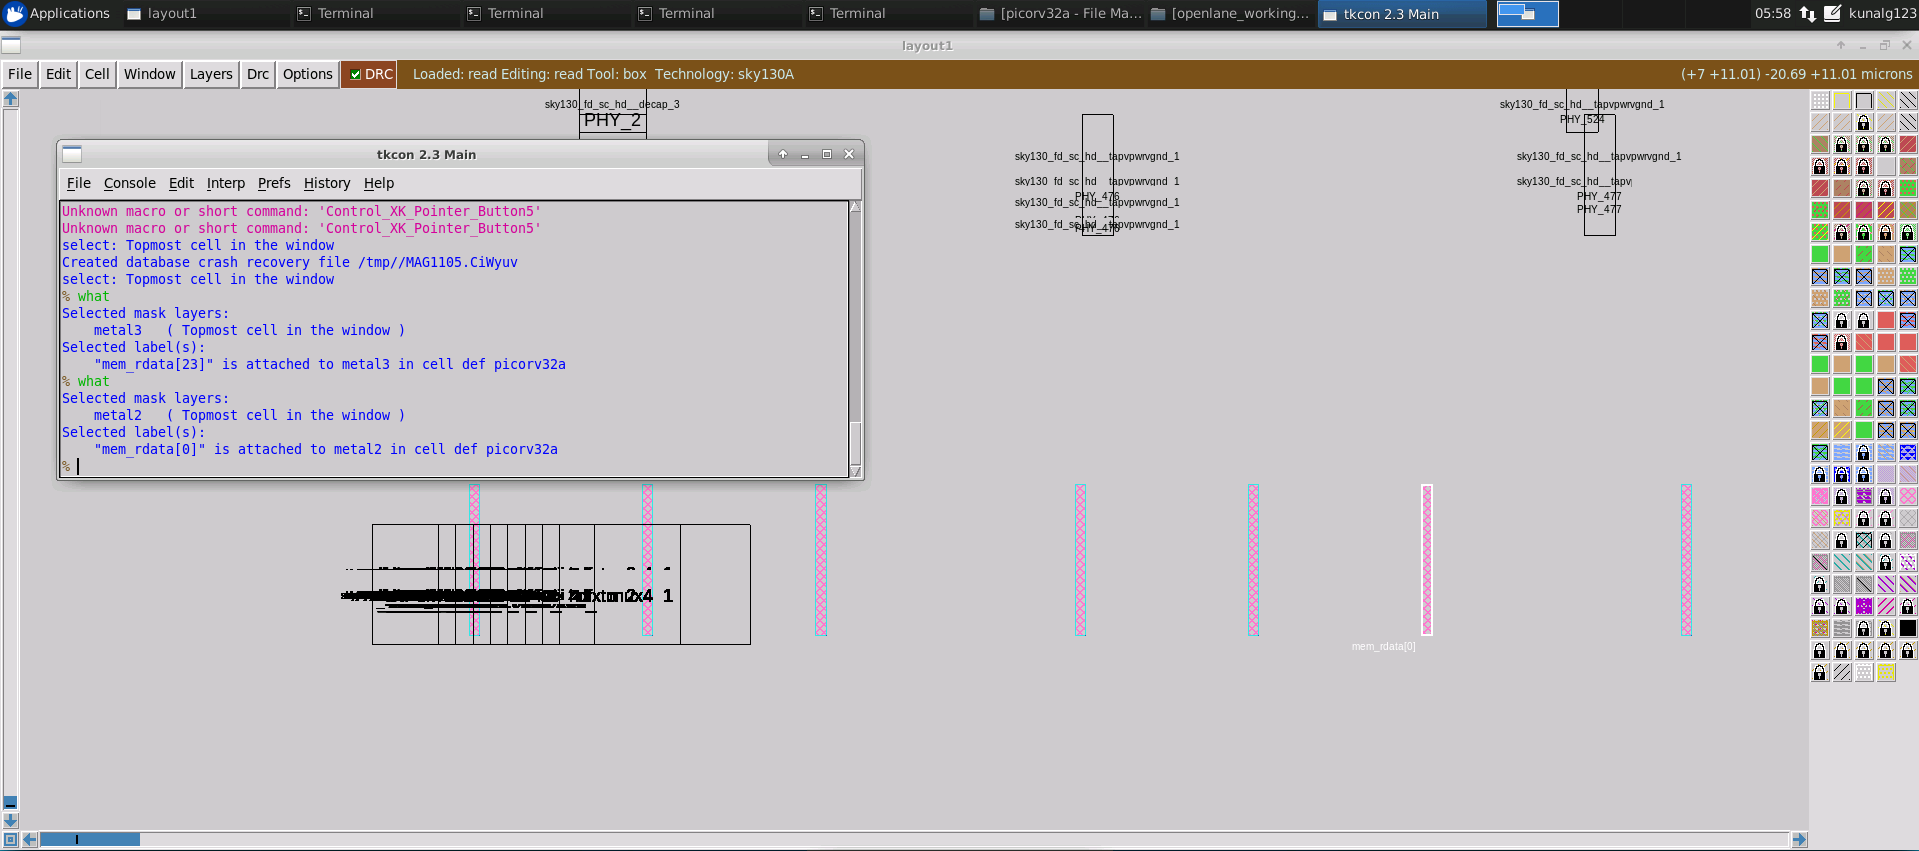 Applications
layout1
Terminal
Terminal
Terminal
Terminal
[picorv32a - File Ma...
[openlane_working...
tkcon 2.3 Main
05:58
kunalg123
layout1
File Edit Cell Window Layers Drc Options DRC
Loaded: read Editing: read Tool: box Technology: sky130A
(+7 +11.01) -20.69 +11.01 microns
sky130_fd_sc_hd__decap_3
PHY_2
sky130_fd_sc_hd__tapvpwrvgnd_1
PHY_524
sky130_fd_sc_hd__tapvpwrvgnd_1
sky130_fd_sc_hd__tapvpwrvgnd_1
sky130_fd_sc_hd__tapvpwrvgnd_1
sky130_fd_sc_hd__tapv
PHY_476
PHY_477
sky130_fd_sc_hd__tapvpwrvgnd_1
PHY_477
sky130_fd_sc_hd__tapvpwrvgnd_1
PHY_476
tkcon 2.3 Main
File Console Edit Interp Prefs History Help
Unknown macro or short command: 'Control_XK_Pointer_Button5'
Unknown macro or short command: 'Control_XK_Pointer_Button5'
select: Topmost cell in the window
Created database crash recovery file /tmp//MAG1105.CiWyuv
select: Topmost cell in the window
% what
Selected mask layers:
metal3 ( Topmost cell in the window )
Selected label(s):
"mem_rdata[23]" is attached to metal3 in cell def picorv32a
% what
Selected mask layers:
metal2 ( Topmost cell in the window )
Selected label(s):
"mem_rdata[0]" is attached to metal2 in cell def picorv32a
%
mem_rdata[0]